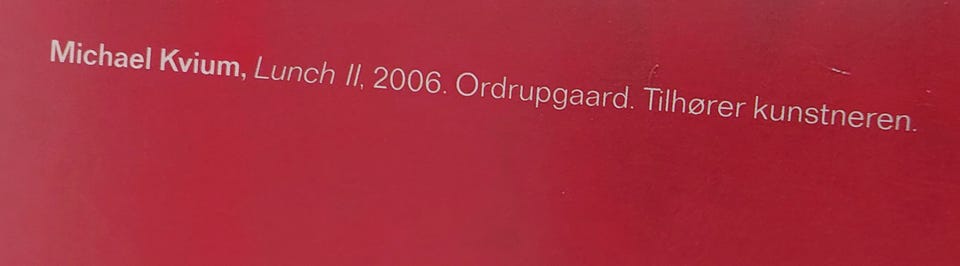 Michael Kvium, Lunch II, 2006. Ordrupgaard. Tilhører kunstneren.